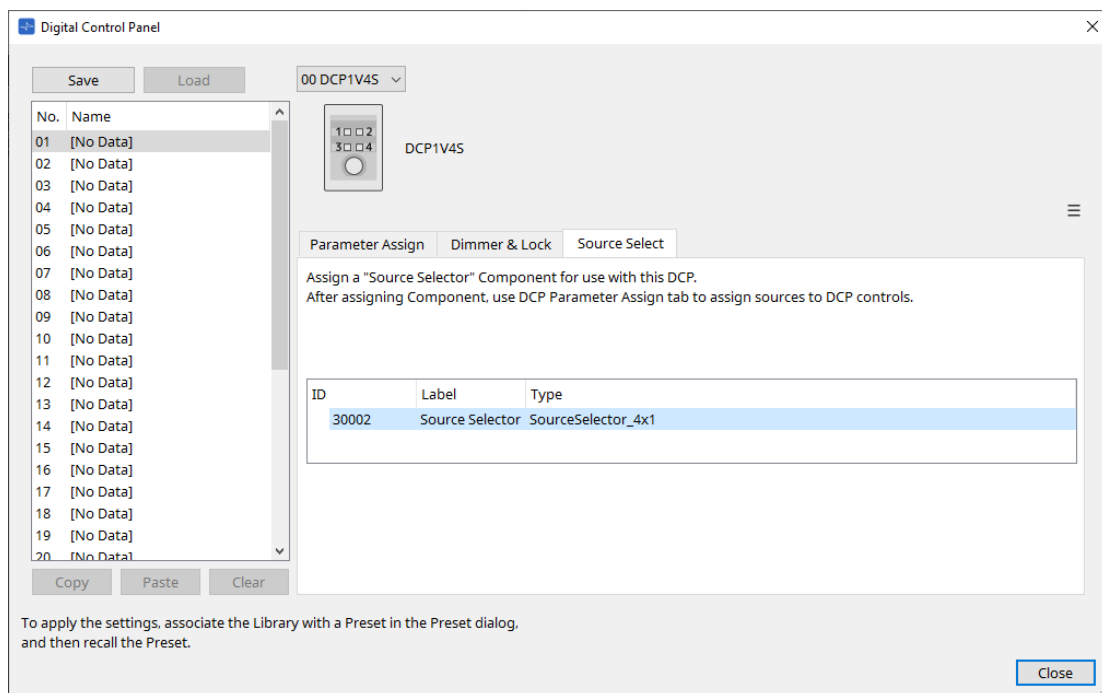 Digital Control Panel
Save Load
00 DCP1V4S
No. Name
01 [No Data]
02 [No Data]
03 [No Data]
04 [No Data]
05 [No Data]
06 [No Data]
07 [No Data]
08 [No Data]
09 [No Data]
10 [No Data]
11 [No Data]
12 [No Data]
13 [No Data]
14 [No Data]
15 [No Data]
16 [No Data]
17 [No Data]
18 [No Data]
19 [No Data]
20 [No Data]
Copy Paste Clear
1 2
3 4
DCP1V4S
Parameter Assign Dimmer & Lock Source Select
Assign a "Source Selector" Component for use with this DCP.
After assigning Component, use DCP Parameter Assign tab to assign sources to DCP controls.
ID Label Type
30002 Source Selector SourceSelector_4x1
To apply the settings, associate the Library with a Preset in the Preset dialog,
and then recall the Preset.
Close